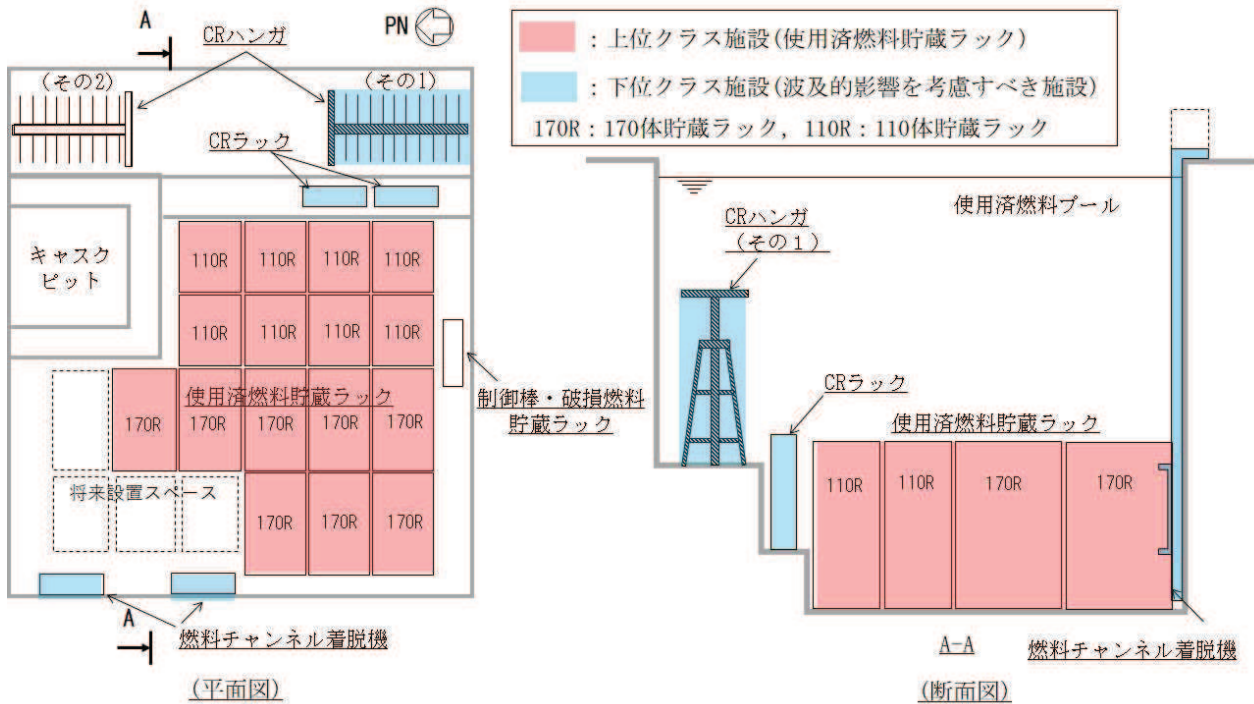 A
PN
CRハンガ
(その2)
(その1)
CRラック
キャスク
ピット
110R
110R
110R
110R
110R
110R
110R
110R
使用済燃料貯蔵ラック
170R
170R
170R
170R
170R
制御棒・破損燃料
貯蔵ラック
将来設置スペース
170R
170R
170R
A
燃料チャンネル着脱機
(平面図)
:上位クラス施設(使用済燃料貯蔵ラック)
:下位クラス施設(波及的影響を考慮すべき施設)
170R:170体貯蔵ラック, 110R:110体貯蔵ラック
使用済燃料プール
CRハンガ
(その1)
CRラック
使用済燃料貯蔵ラック
110R
110R
170R
170R
A-A
燃料チャンネル着脱機
(断面図)